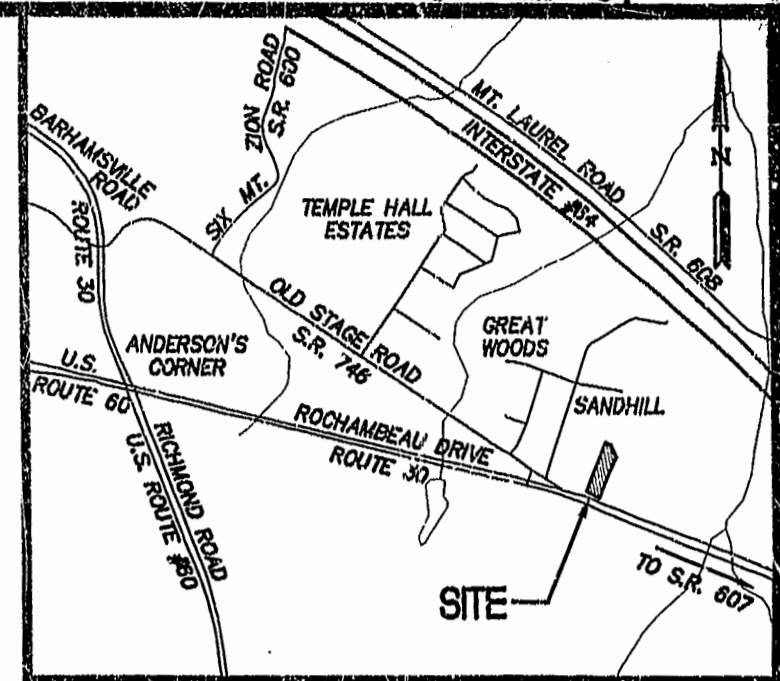 ZION ROAD
S.R. 600
SIX MT.
BARHAMSVILLE
ROAD
ROUTE 30
MT. LAUREL ROAD
S.R. 608
INTERSTATE #64
N
TEMPLE HALL
ESTATES
OLD STAGE ROAD
S.R. 746
ANDERSON'S
CORNER
GREAT
WOODS
SANDHILL
U.S.
ROUTE 60
ROCHAMBEAU DRIVE
ROUTE 30
RICHMOND ROAD
U.S. ROUTE #60
SITE
TO S.R. 607